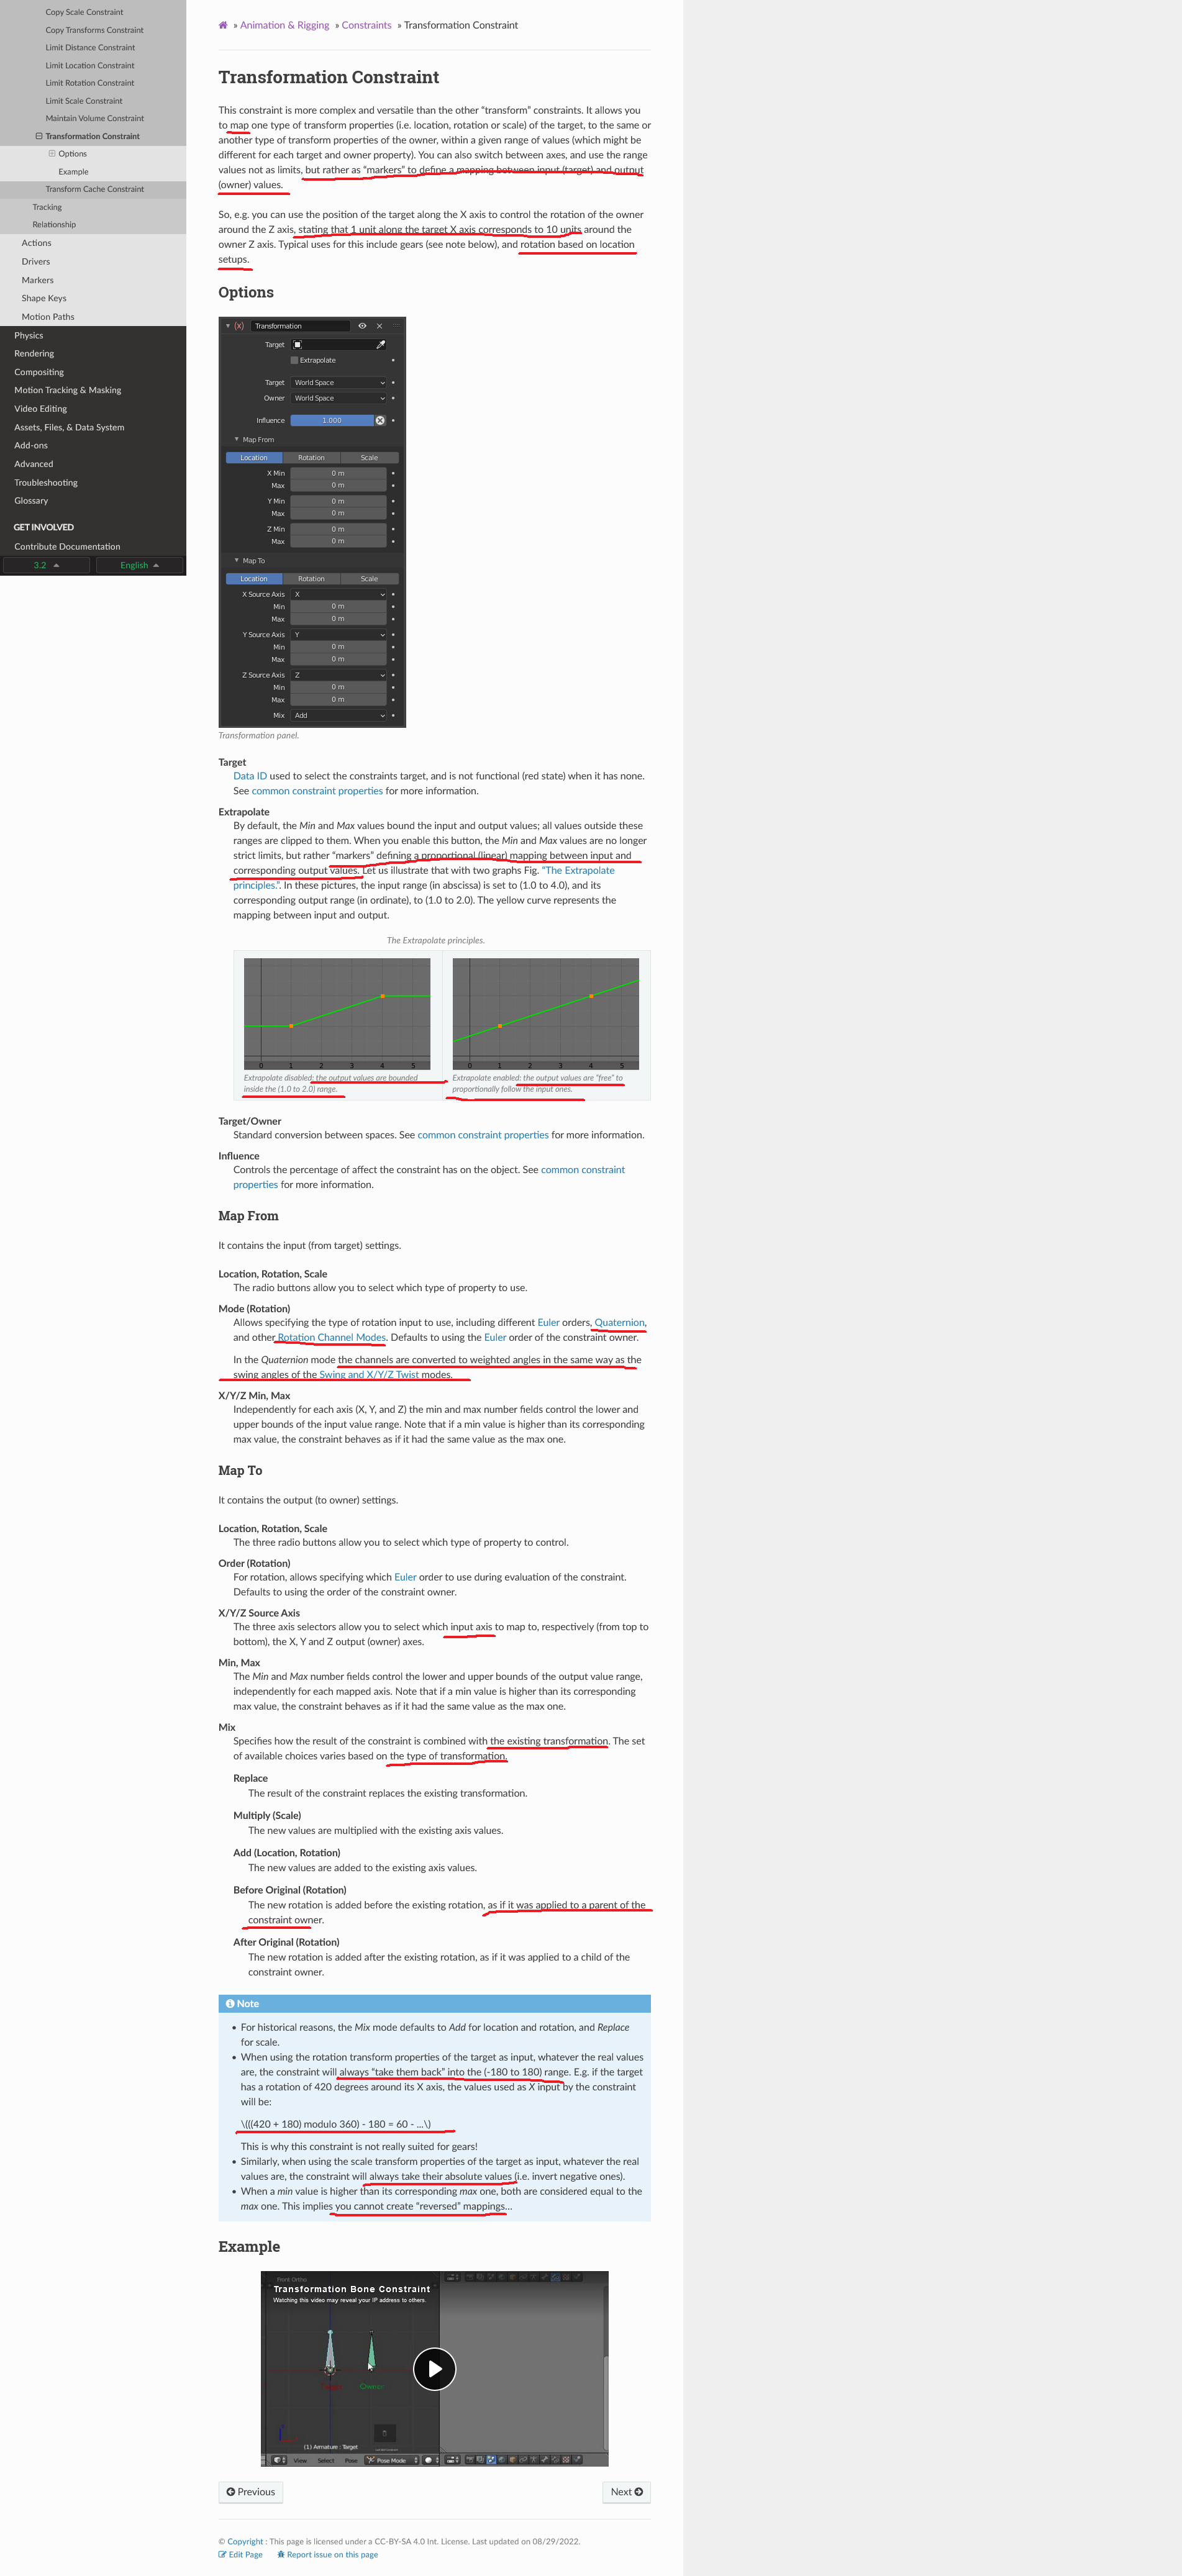 Copy Scale Constraint
Copy Transforms Constraint
Limit Distance Constraint
Limit Location Constraint
Limit Rotation Constraint
Limit Scale Constraint
Maintain Volume Constraint
Transformation Constraint
Options
Example
Transform Cache Constraint
Tracking
Relationship
Actions
Drivers
Markers
Shape Keys
Motion Paths
Physics
Rendering
Compositing
Motion Tracking & Masking
Video Editing
Assets, Files, & Data System
Add-ons
Advanced
Troubleshooting
Glossary
GET INVOLVED
Contribute Documentation
3.2
English
» Animation & Rigging » Constraints » Transformation Constraint
Transformation Constraint
This constraint is more complex and versatile than the other “transform” constraints. It allows you
to map one type of transform properties (i.e. location, rotation or scale) of the target, to the same or
another type of transform properties of the owner, within a given range of values (which might be
different for each target and owner property). You can also switch between axes, and use the range
values not as limits, but rather as “markers” to define a mapping between input (target) and output
(owner) values.
So, e.g. you can use the position of the target along the X axis to control the rotation of the owner
around the Z axis, stating that 1 unit along the target X axis corresponds to 10 units around the
owner Z axis. Typical uses for this include gears (see note below), and rotation based on location
setups.
Options
Transformation
Target
Extrapolate
Target World Space
Owner World Space
Influence 1.000
Map From
Location Rotation Scale
X Min 0 m
Max 0 m
Y Min 0 m
Max 0 m
Z Min 0 m
Max 0 m
Map To
Location Rotation Scale
X Source Axis X
Min 0 m
Max 0 m
Y Source Axis Y
Min 0 m
Max 0 m
Z Source Axis Z
Min 0 m
Max 0 m
Mix Add
Transformation panel.
Target
Data ID used to select the constraints target, and is not functional (red state) when it has none.
See common constraint properties for more information.
Extrapolate
By default, the Min and Max values bound the input and output values; all values outside these
ranges are clipped to them. When you enable this button, the Min and Max values are no longer
strict limits, but rather “markers” defining a proportional (linear) mapping between input and
corresponding output values. Let us illustrate that with two graphs Fig. “The Extrapolate
principles.”. In these pictures, the input range (in abscissa) is set to (1.0 to 4.0), and its
corresponding output range (in ordinate), to (1.0 to 2.0). The yellow curve represents the
mapping between input and output.
The Extrapolate principles.
0 1 2 3 4 5
0 1 2 3 4 5
Extrapolate disabled: the output values are bounded
inside the (1.0 to 2.0) range.
Extrapolate enabled: the output values are “free” to
proportionally follow the input ones.
Target/Owner
Standard conversion between spaces. See common constraint properties for more information.
Influence
Controls the percentage of affect the constraint has on the object. See common constraint
properties for more information.
Map From
It contains the input (from target) settings.
Location, Rotation, Scale
The radio buttons allow you to select which type of property to use.
Mode (Rotation)
Allows specifying the type of rotation input to use, including different Euler orders, Quaternion,
and other Rotation Channel Modes. Defaults to using the Euler order of the constraint owner.
In the Quaternion mode the channels are converted to weighted angles in the same way as the
swing angles of the Swing and X/Y/Z Twist modes.
X/Y/Z Min, Max
Independently for each axis (X, Y, and Z) the min and max number fields control the lower and
upper bounds of the input value range. Note that if a min value is higher than its corresponding
max value, the constraint behaves as if it had the same value as the max one.
Map To
It contains the output (to owner) settings.
Location, Rotation, Scale
The three radio buttons allow you to select which type of property to control.
Order (Rotation)
For rotation, allows specifying which Euler order to use during evaluation of the constraint.
Defaults to using the order of the constraint owner.
X/Y/Z Source Axis
The three axis selectors allow you to select which input axis to map to, respectively (from top to
bottom), the X, Y and Z output (owner) axes.
Min, Max
The Min and Max number fields control the lower and upper bounds of the output value range,
independently for each mapped axis. Note that if a min value is higher than its corresponding
max value, the constraint behaves as if it had the same value as the max one.
Mix
Specifies how the result of the constraint is combined with the existing transformation. The set
of available choices varies based on the type of transformation.
Replace
The result of the constraint replaces the existing transformation.
Multiply (Scale)
The new values are multiplied with the existing axis values.
Add (Location, Rotation)
The new values are added to the existing axis values.
Before Original (Rotation)
The new rotation is added before the existing rotation, as if it was applied to a parent of the
constraint owner.
After Original (Rotation)
The new rotation is added after the existing rotation, as if it was applied to a child of the
constraint owner.
Note
• For historical reasons, the Mix mode defaults to Add for location and rotation, and Replace
for scale.
• When using the rotation transform properties of the target as input, whatever the real values
are, the constraint will always “take them back” into the (-180 to 180) range. E.g. if the target
has a rotation of 420 degrees around its X axis, the values used as X input by the constraint
will be:
\(((420 + 180) modulo 360) - 180 = 60 - ...\)
This is why this constraint is not really suited for gears!
• Similarly, when using the scale transform properties of the target as input, whatever the real
values are, the constraint will always take their absolute values (i.e. invert negative ones).
• When a min value is higher than its corresponding max one, both are considered equal to the
max one. This implies you cannot create “reversed” mappings...
Example
Front Ortho
Transformation Bone Constraint
Watching this video may reveal your IP address to others.
Owner
(1) Armature : Target
View Select Pose Pose Mode
Previous
Next
© Copyright : This page is licensed under a CC-BY-SA 4.0 Int. License. Last updated on 08/29/2022.
Edit Page Report issue on this page